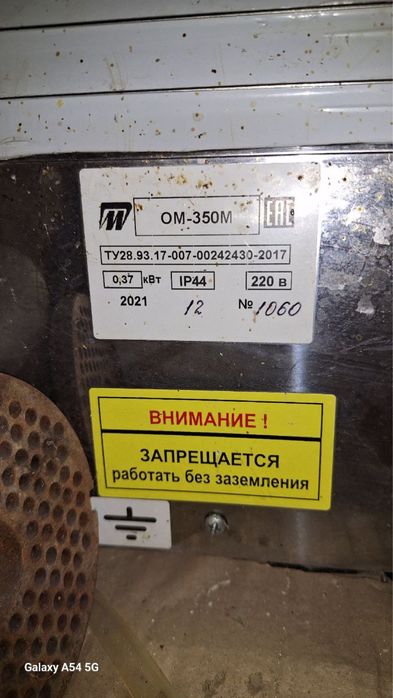 ОМ-350М
EAC
ТУ28.93.17-007-00242430-2017
0,37 кВт IP44 220 в
2021 12 № 1060
ВНИМАНИЕ !
ЗАПРЕЩАЕТСЯ
работать без заземления
Galaxy A54 5G